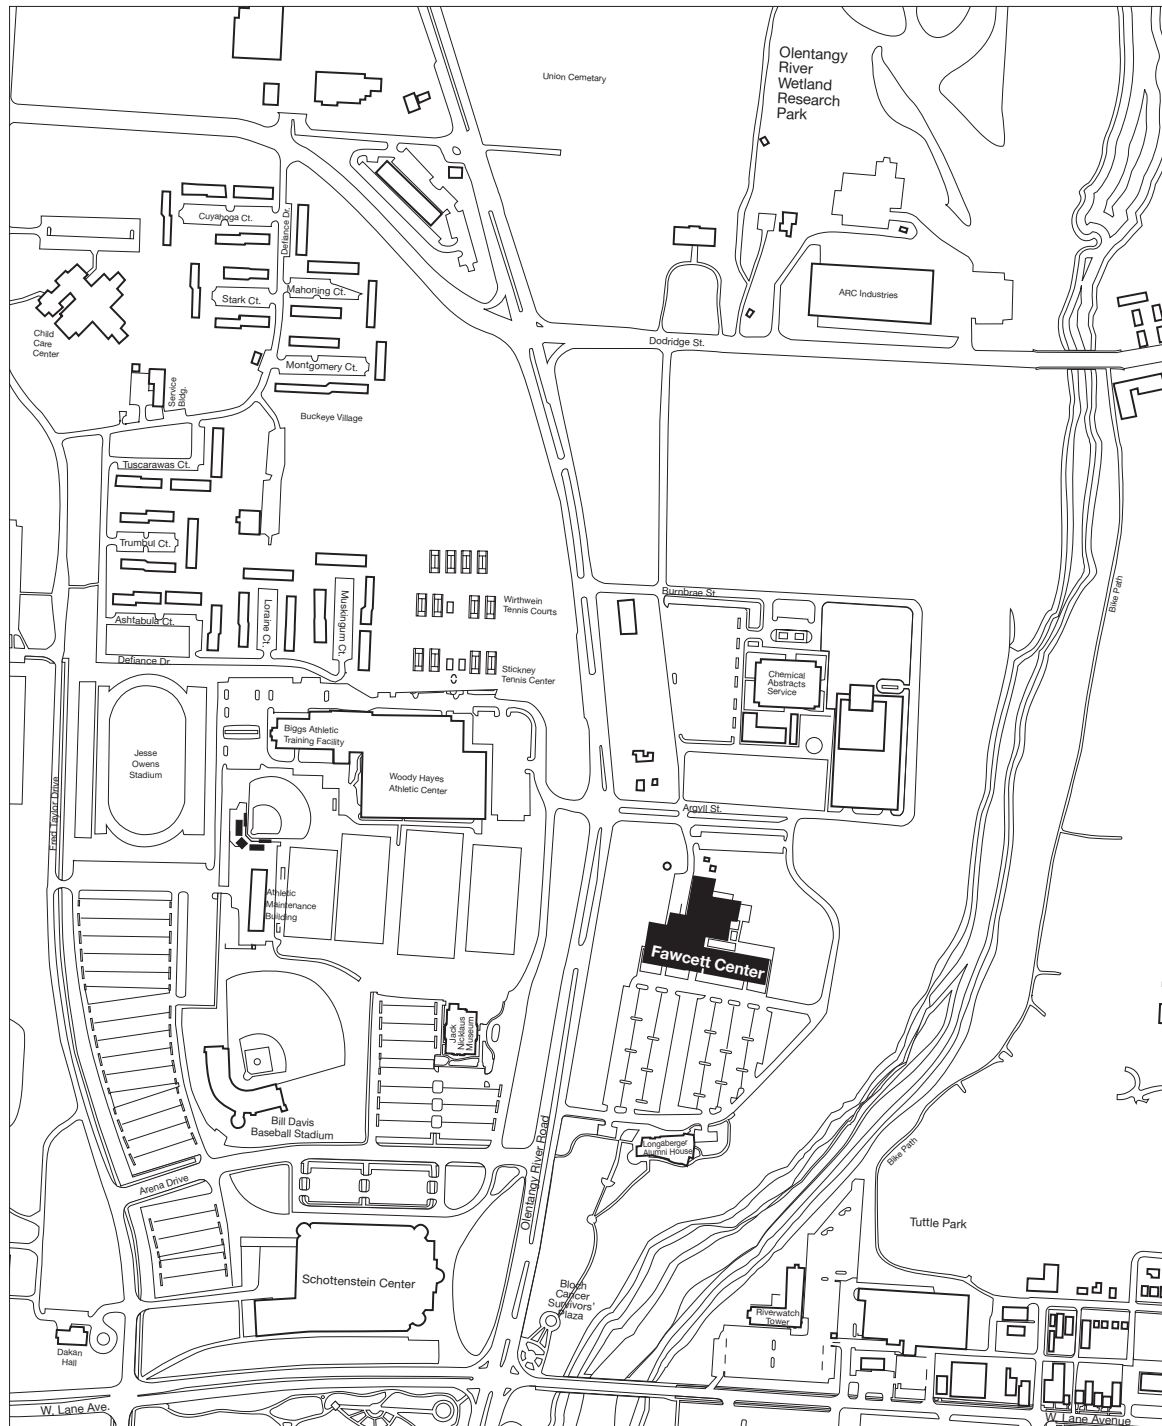 Olentangy
River
Wetland
Research
Park
Union Cemetary
Cuyahoga Ct.
Defiance Dr.
Stark Ct.
Mahoning Ct.
ARC Industries
Child
Care
Center
Dodridge St.
Montgomery Ct.
Service
Bldg.
Buckeye Village
Tuscarawas Ct.
Trumbul Ct.
Ashtabula Ct.
Loraine Ct.
Muskingum Ct.
Wirthwein
Tennis Courts
Burnbrae St.
Bike Path
Defiance Dr.
Stickney
Tennis Center
Chemical
Abstracts
Service
Biggs Athletic
Training Facility
Jesse
Owens
Stadium
Woody Hayes
Athletic Center
Fred Taylor Drive
Argyll St.
Athletic
Maintenance
Building
Fawcett Center
Jack
Nicklaus
Museum
Bill Davis
Baseball Stadium
Olentangy River Road
Longaberger
Alumni House
Bike Path
Arena Drive
Tuttle Park
Schottenstein Center
Bloch
Cancer
Survivors'
Plaza
Riverwatch
Tower
Dakan
Hall
W. Lane Ave.
W. Lane Avenue